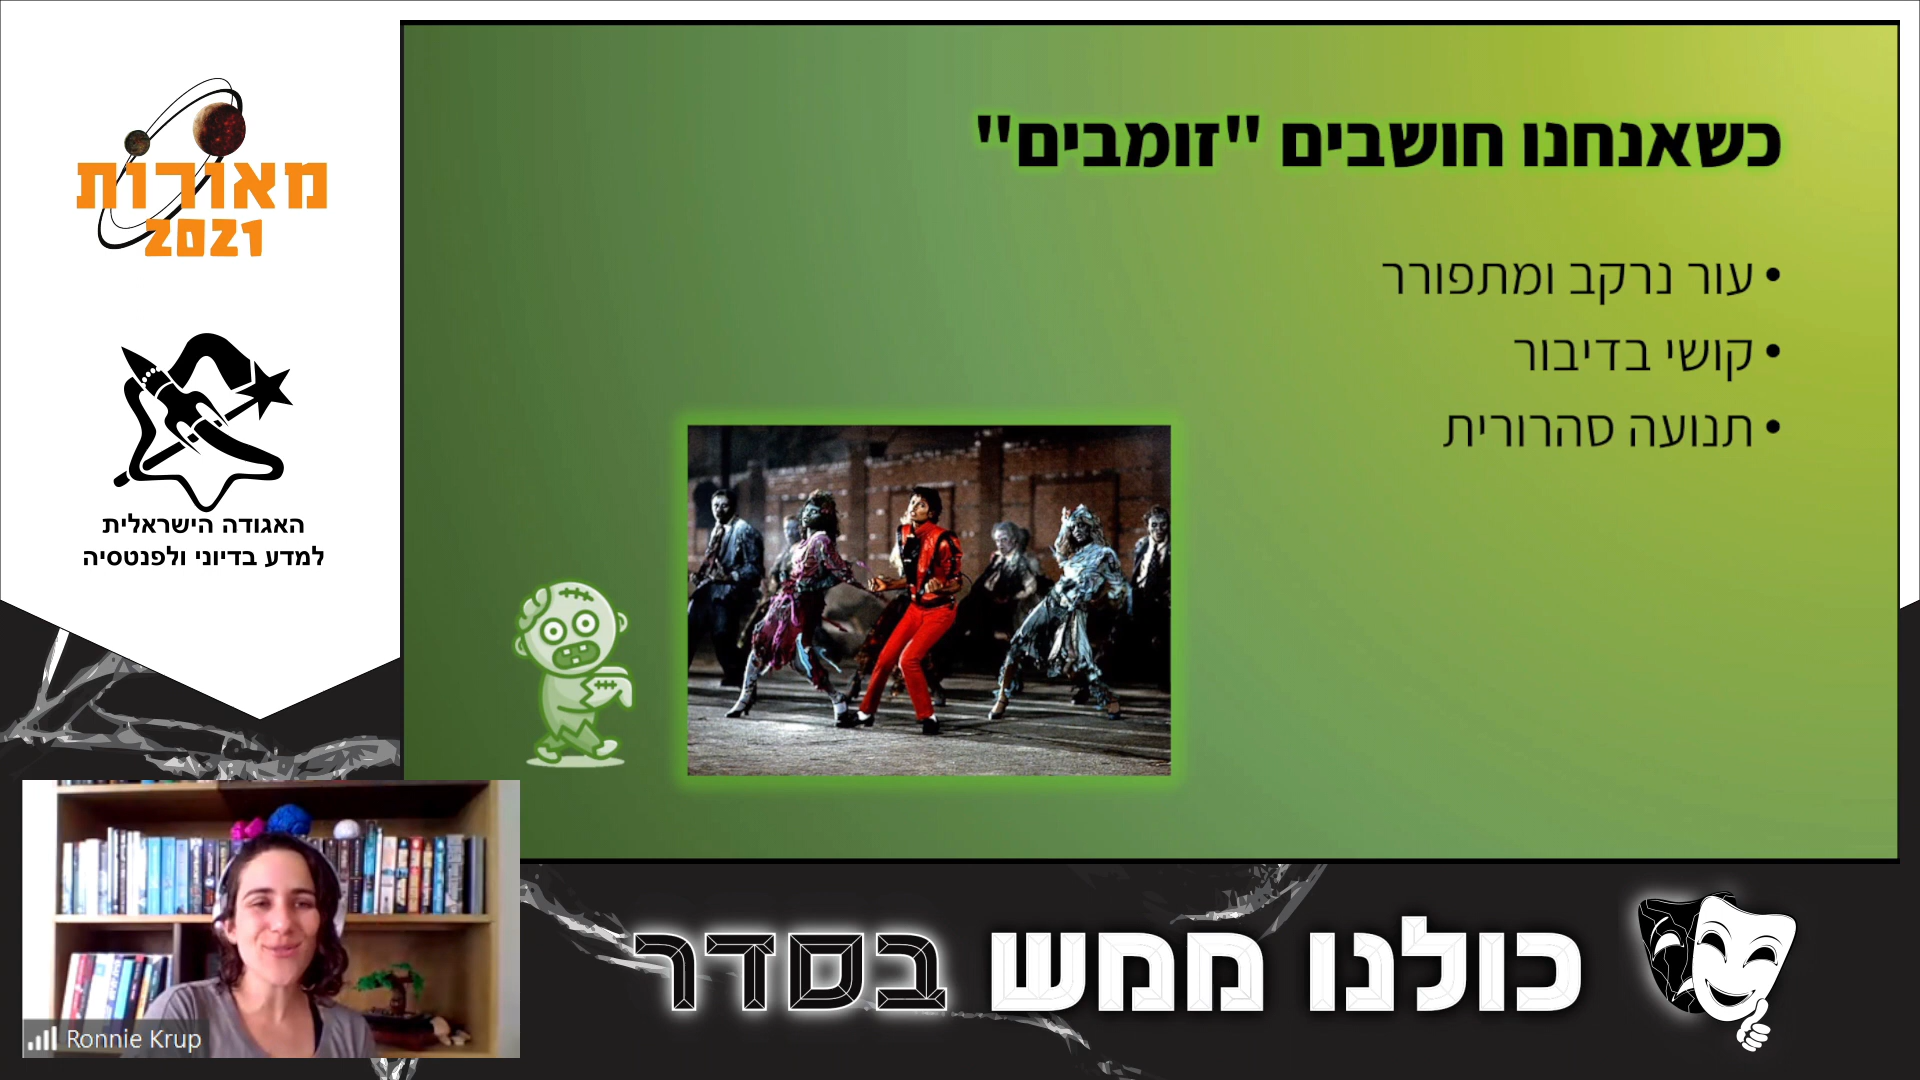 מאורות
2021
האגודה הישראלית
למדע בדיוני ולפנטסיה
כשאנחנו חושבים "זומבים"
• עור נרקב ומתפורר
• קושי בדיבור
• תנועה סהרורית
Ronnie Krup
כולנו ממש בסדר